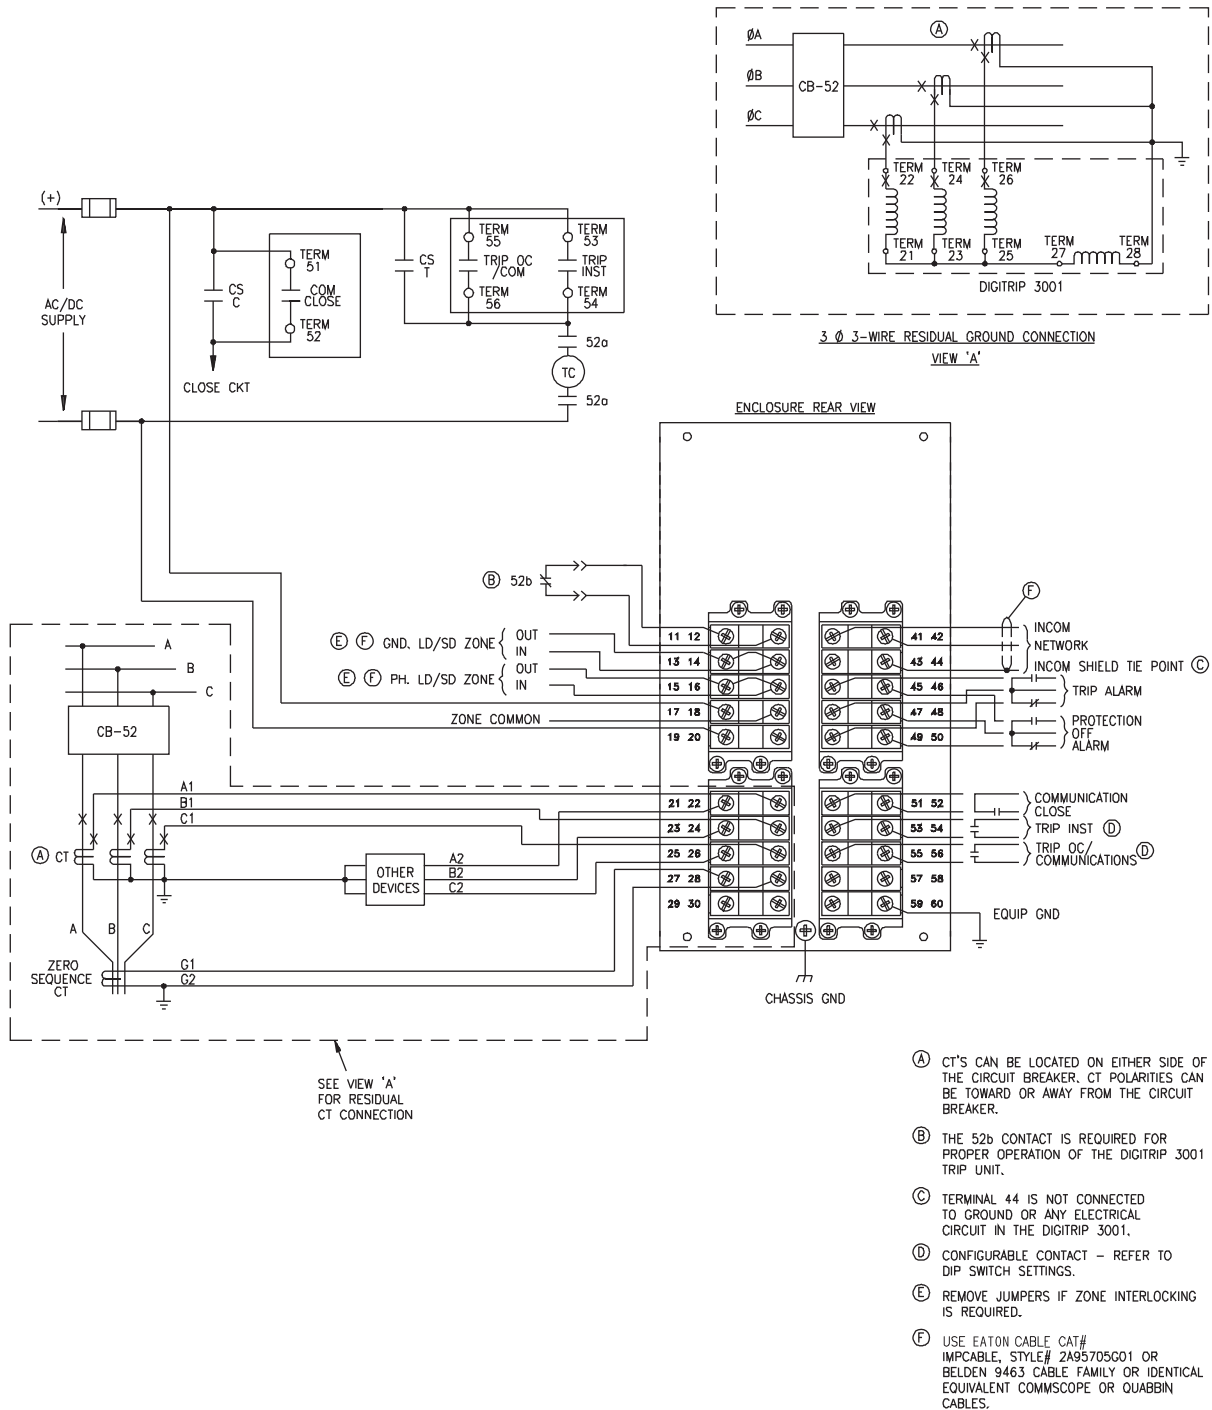 ØA
A
ØB
CB-52
ØC
TERM 22
TERM 24
TERM 26
TERM 21
TERM 23
TERM 25
TERM 27
TERM 28
DIGITRIP 3001
3 Ø 3-WIRE RESIDUAL GROUND CONNECTION
VIEW 'A'
(+)
AC/DC
SUPPLY
CS
C
TERM
51
COM
CLOSE
TERM
52
CLOSE CKT
CS
T
TERM
55
TRIP OC
/COM
TERM
56
TERM
53
TRIP
INST
TERM
54
52a
TC
52a
ENCLOSURE REAR VIEW
B 52b
E F GND. LD/SD ZONE
OUT
IN
E F PH. LD/SD ZONE
OUT
IN
ZONE COMMON
11 12
13 14
15 16
17 18
19 20
21 22
23 24
25 26
27 28
29 30
41 42
43 44
45 46
47 48
49 50
51 52
53 54
55 56
57 58
59 60
F
INCOM
NETWORK
INCOM SHIELD TIE POINT C
TRIP ALARM
PROTECTION
OFF
ALARM
COMMUNICATION
CLOSE
TRIP INST D
TRIP OC/
COMMUNICATIONS D
EQUIP GND
CHASSIS GND
A
B
C
CB-52
A1
B1
C1
A CT
OTHER
DEVICES
A2
B2
C2
A B C
ZERO
SEQUENCE
CT
G1
G2
SEE VIEW 'A'
FOR RESIDUAL
CT CONNECTION
A CT'S CAN BE LOCATED ON EITHER SIDE OF
THE CIRCUIT BREAKER. CT POLARITIES CAN
BE TOWARD OR AWAY FROM THE CIRCUIT
BREAKER.
B THE 52b CONTACT IS REQUIRED FOR
PROPER OPERATION OF THE DIGITRIP 3001
TRIP UNIT.
C TERMINAL 44 IS NOT CONNECTED
TO GROUND OR ANY ELECTRICAL
CIRCUIT IN THE DIGITRIP 3001.
D CONFIGURABLE CONTACT – REFER TO
DIP SWITCH SETTINGS.
E REMOVE JUMPERS IF ZONE INTERLOCKING
IS REQUIRED.
F USE EATON CABLE CAT#
IMPCABLE, STYLE# 2A95705G01 OR
BELDEN 9463 CABLE FAMILY OR IDENTICAL
EQUIVALENT COMMSCOPE OR QUABBIN
CABLES.